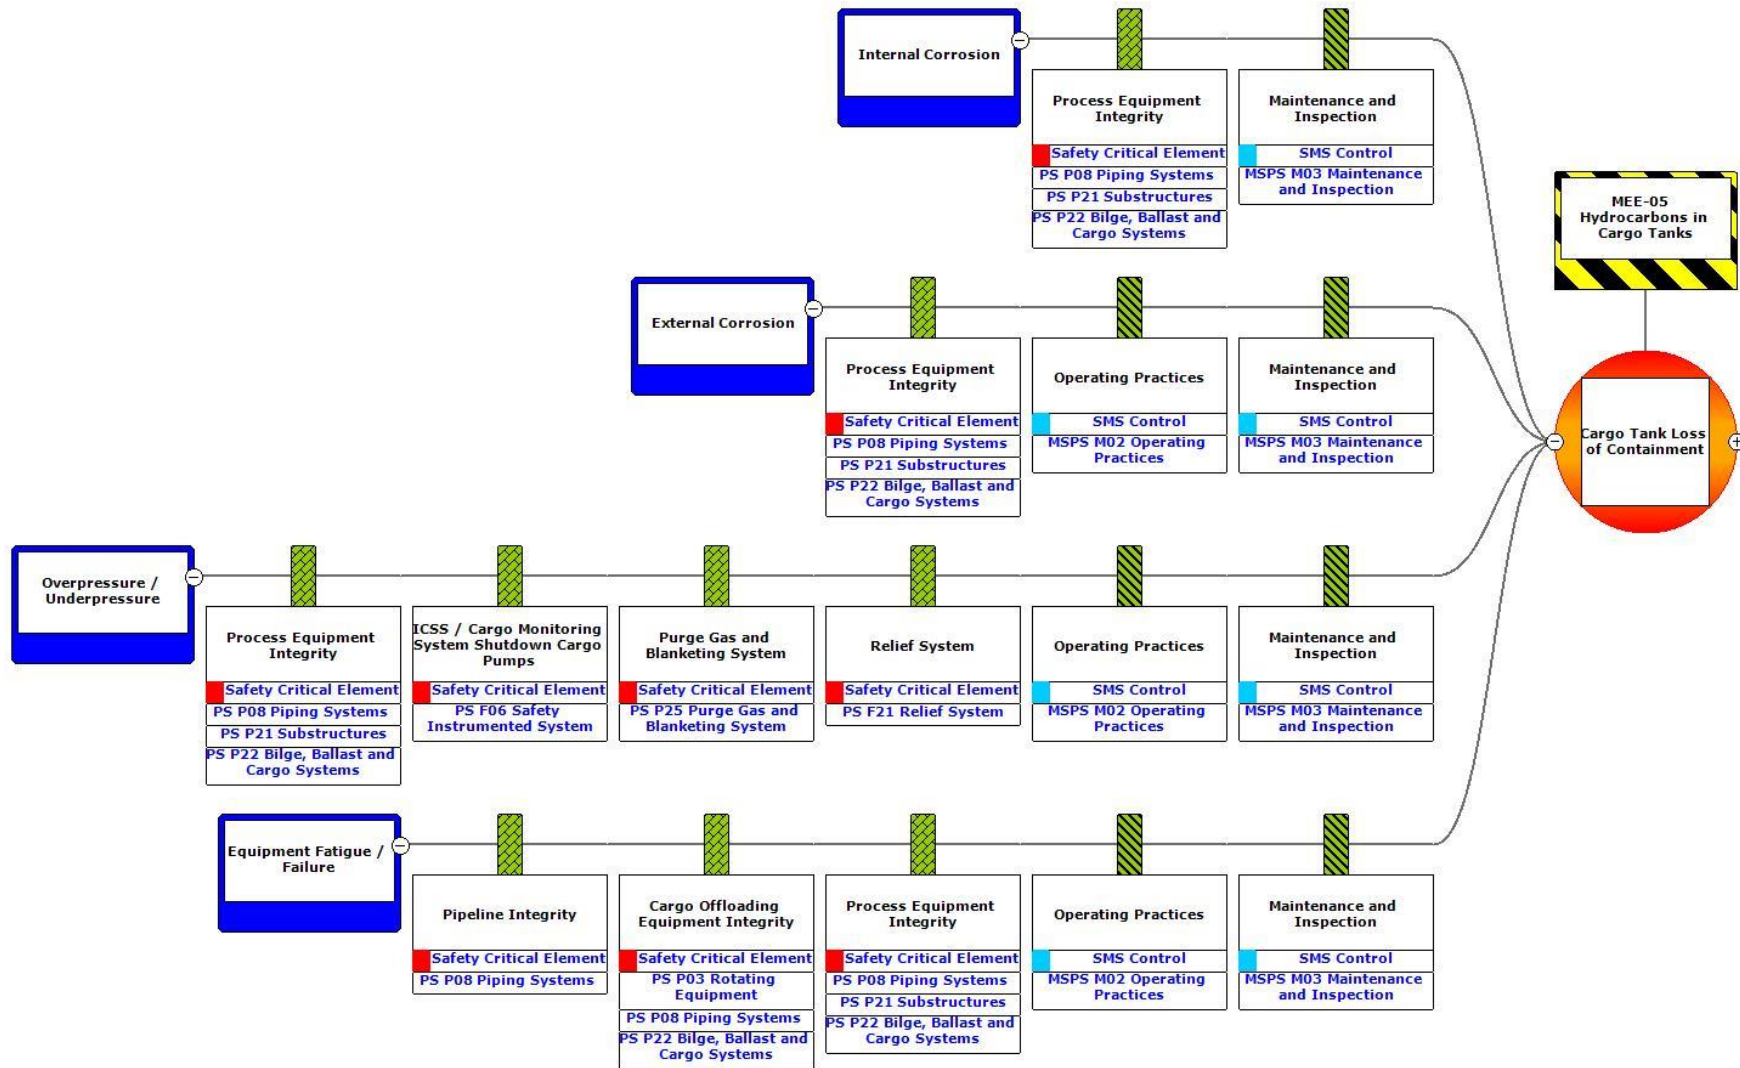 Internal Corrosion
Process Equipment
Integrity
Safety Critical Element
PS P08 Piping Systems
PS P21 Substructures
PS P22 Bilge, Ballast and
Cargo Systems
Maintenance and
Inspection
SMS Control
MSPS M03 Maintenance
and Inspection
MEE-05
Hydrocarbons in
Cargo Tanks
Cargo Tank Loss
of Containment
External Corrosion
Process Equipment
Integrity
Safety Critical Element
PS P08 Piping Systems
PS P21 Substructures
PS P22 Bilge, Ballast and
Cargo Systems
Operating Practices
SMS Control
MSPS M02 Operating
Practices
Maintenance and
Inspection
SMS Control
MSPS M03 Maintenance
and Inspection
Overpressure /
Underpressure
Process Equipment
Integrity
Safety Critical Element
PS P08 Piping Systems
PS P21 Substructures
PS P22 Bilge, Ballast and
Cargo Systems
ICSS / Cargo Monitoring
System Shutdown Cargo
Pumps
Safety Critical Element
PS F06 Safety
Instrumented System
Purge Gas and
Blanketing System
Safety Critical Element
PS P25 Purge Gas and
Blanketing System
Relief System
Safety Critical Element
PS F21 Relief System
Operating Practices
SMS Control
MSPS M02 Operating
Practices
Maintenance and
Inspection
SMS Control
MSPS M03 Maintenance
and Inspection
Equipment Fatigue /
Failure
Pipeline Integrity
Safety Critical Element
PS P08 Piping Systems
Cargo Offloading
Equipment Integrity
Safety Critical Element
PS P03 Rotating
Equipment
PS P08 Piping Systems
PS P22 Bilge, Ballast and
Cargo Systems
Process Equipment
Integrity
Safety Critical Element
PS P08 Piping Systems
PS P21 Substructures
PS P22 Bilge, Ballast and
Cargo Systems
Operating Practices
SMS Control
MSPS M02 Operating
Practices
Maintenance and
Inspection
SMS Control
MSPS M03 Maintenance
and Inspection